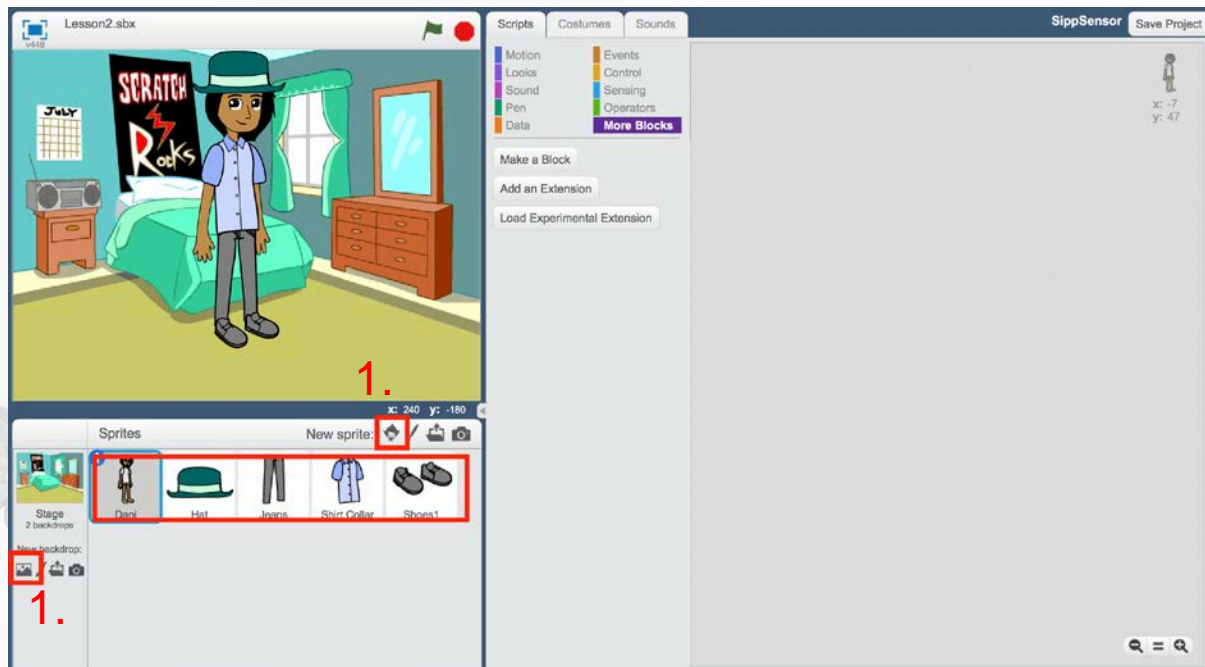 Lesson2.sbx
v448
SCRATCH
Rocks
JULY
1.
x: 240 y: -180
Sprites
New sprite:
Dani
Hat
Jeans
Shirt Collar
Shoes1
Stage
2 backdrops
New backdrop:
1.
Scripts
Costumes
Sounds
Motion
Looks
Sound
Pen
Data
Events
Control
Sensing
Operators
More Blocks
Make a Block
Add an Extension
Load Experimental Extension
SippSensor
Save Project
x: -7
y: 47